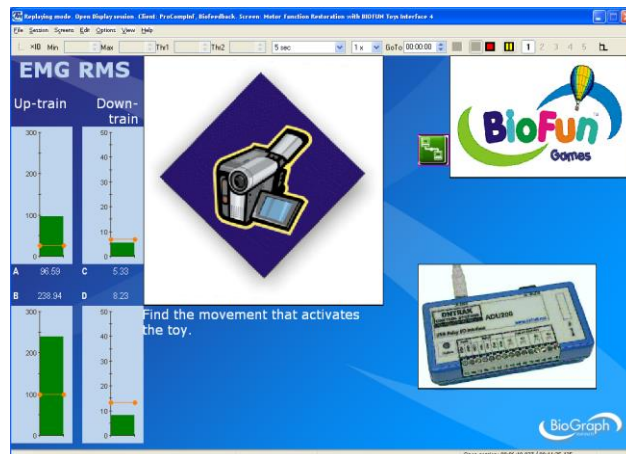 Replaying mode. Open Display session. Client: ProCompInf, Biofeedback. Screen: Motor function Restoration with BIOFUN Toys Interface 4
File Session Screens Edit Options View Help
L ×10 Min Max Thr1 Thr2 5 sec 1 x GoTo 00:00:00 1 2 3 4 5
EMG RMS
Up-train Down-
train
300 50
200 40
30
100 20
10
0 0
A 96.59 C 5.33
B 238.94 D 8.23
300 50
200 40
30
100 20
10
0 0
Find the movement that activates
the toy.
BioFun
Games
ONTRAK
ADU200
BioGraph